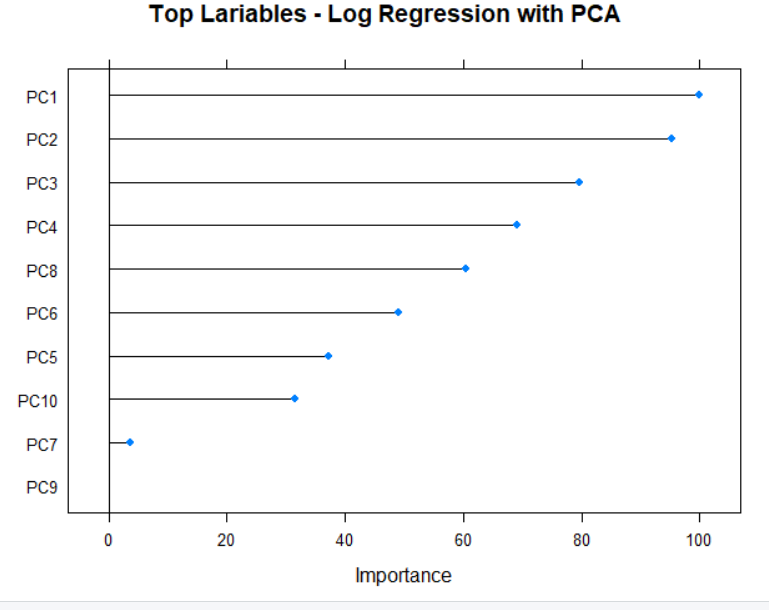 Top Lariables - Log Regression with PCA
PC1
PC2
PC3
PC4
PC8
PC6
PC5
PC10
PC7
PC9
0 20 40 60 80 100
Importance